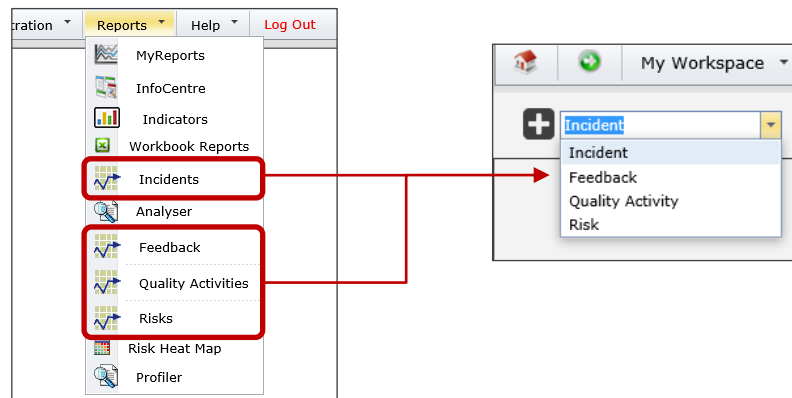 tration Reports Help Log Out
MyReports
InfoCentre
Indicators
Workbook Reports
Incidents
Analyser
Feedback
Quality Activities
Risks
Risk Heat Map
Profiler
My Workspace
Incident
Incident
Feedback
Quality Activity
Risk